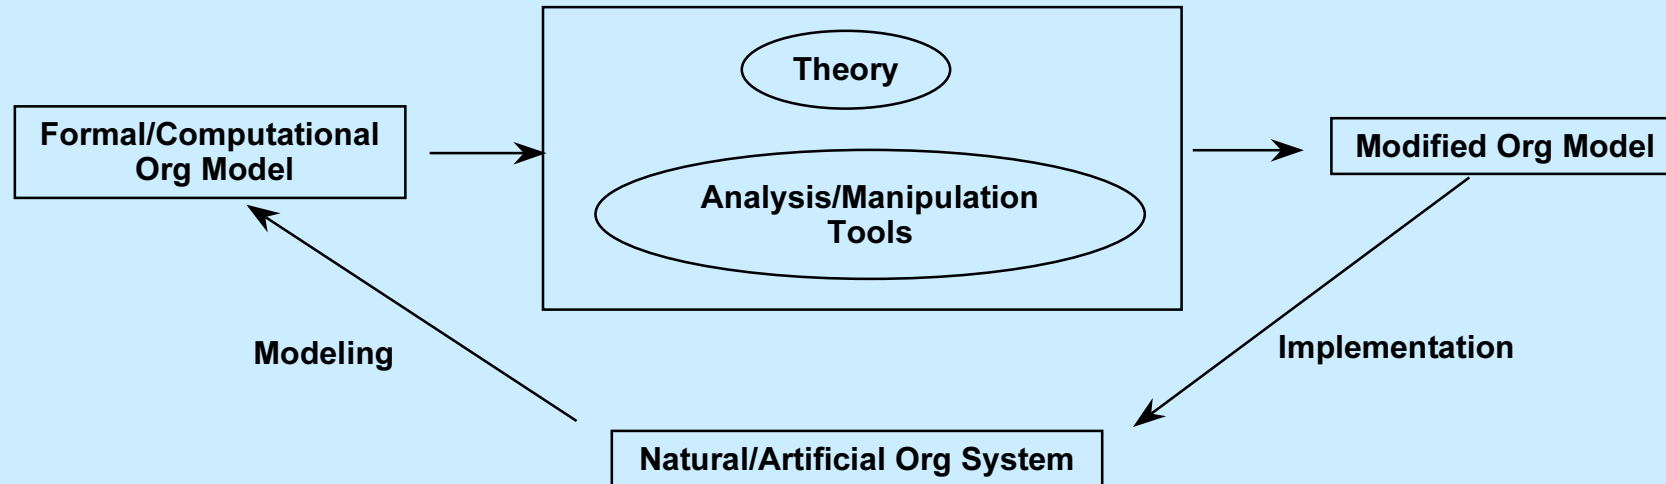 Theory
Formal/Computational
Org Model
Modified Org Model
Analysis/Manipulation
Tools
Modeling
Implementation
Natural/Artificial Org System